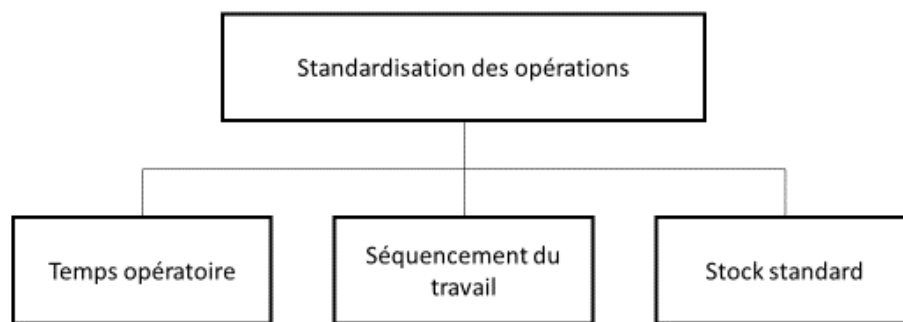 Standardisation des opérations
Temps opératoire
Séquencement du
travail
Stock standard